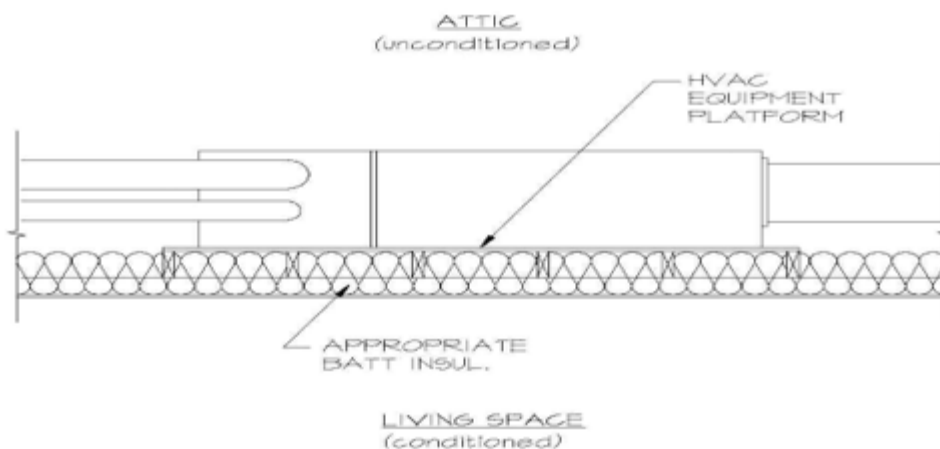 ATTIC
(unconditioned)
HVAC
EQUIPMENT
PLATFORM
APPROPRIATE
BATT INSUL.
LIVING SPACE
(conditioned)